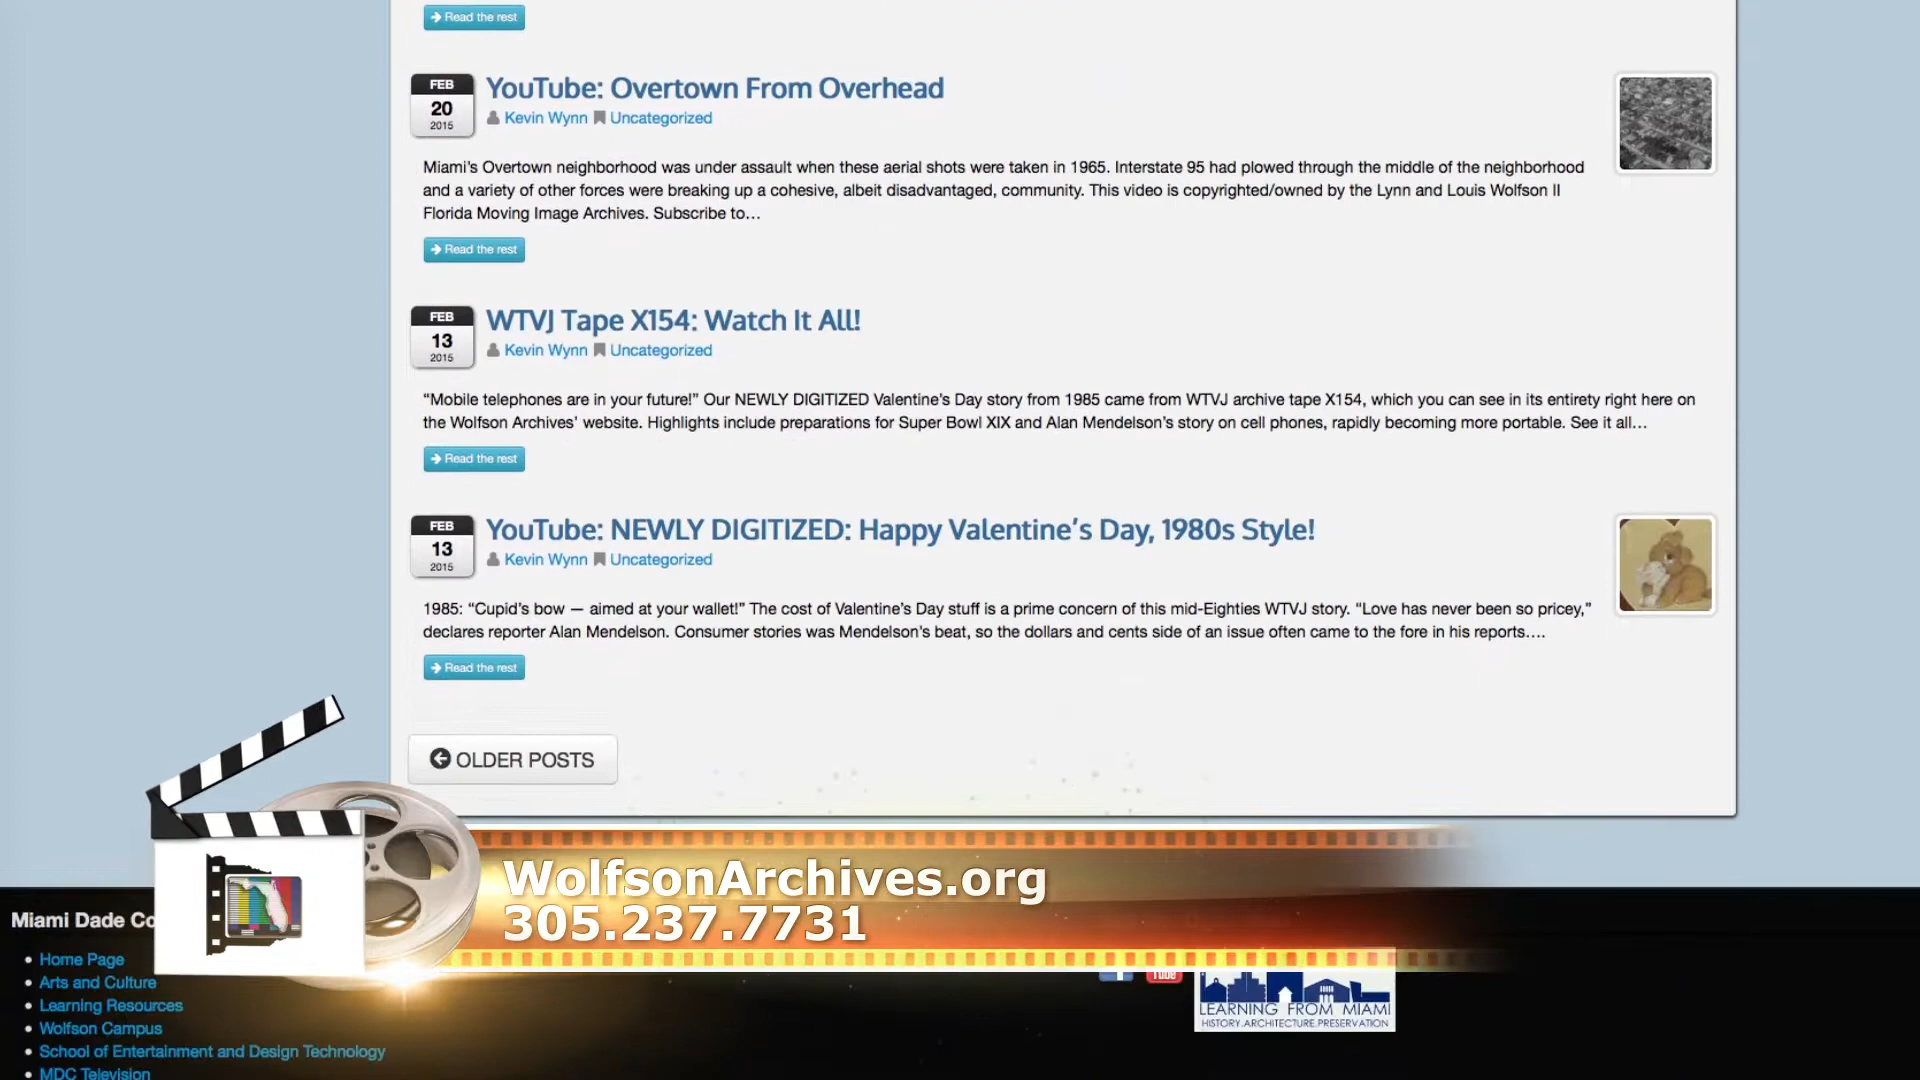 Read the rest
FEB
20
2015
YouTube: Overtown From Overhead
Kevin Wynn Uncategorized
Miami's Overtown neighborhood was under assault when these aerial shots were taken in 1965. Interstate 95 had plowed through the middle of the neighborhood
and a variety of other forces were breaking up a cohesive, albeit disadvantaged, community. This video is copyrighted/owned by the Lynn and Louis Wolfson II
Florida Moving Image Archives. Subscribe to…
Read the rest
FEB
13
2015
WTVJ Tape X154: Watch It All!
Kevin Wynn Uncategorized
“Mobile telephones are in your future!” Our NEWLY DIGITIZED Valentine's Day story from 1985 came from WTVJ archive tape X154, which you can see in its entirety right here on
the Wolfson Archives' website. Highlights include preparations for Super Bowl XIX and Alan Mendelson's story on cell phones, rapidly becoming more portable. See it all…
Read the rest
FEB
13
2015
YouTube: NEWLY DIGITIZED: Happy Valentine's Day, 1980s Style!
Kevin Wynn Uncategorized
1985: “Cupid's bow — aimed at your wallet!” The cost of Valentine's Day stuff is a prime concern of this mid-Eighties WTVJ story. “Love has never been so pricey,”
declares reporter Alan Mendelson. Consumer stories was Mendelson's beat, so the dollars and cents side of an issue often came to the fore in his reports….
Read the rest
OLDER POSTS
WolfsonArchives.org
305.237.7731
Miami Dade Co
Home Page
Arts and Culture
Learning Resources
Wolfson Campus
School of Entertainment and Design Technology
MDC Television
Tube
LEARNING FROM MIAMI
HISTORY.ARCHITECTURE.PRESERVATION